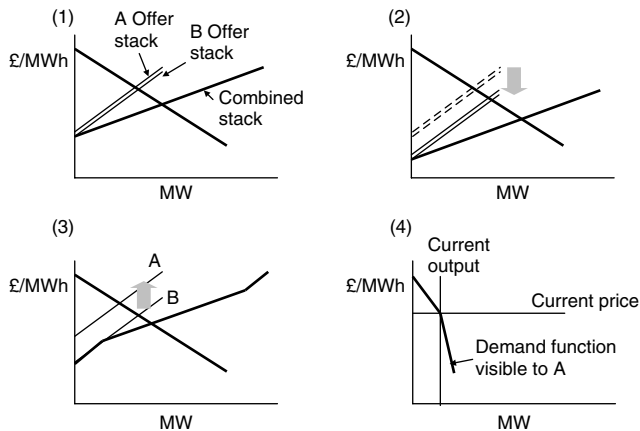 (1)
A Offer
stack
B Offer
stack
£/MWh
Combined
stack
MW
(2)
£/MWh
MW
(3)
£/MWh
A
B
MW
(4)
Current
output
£/MWh
Current price
Demand function
visible to A
MW